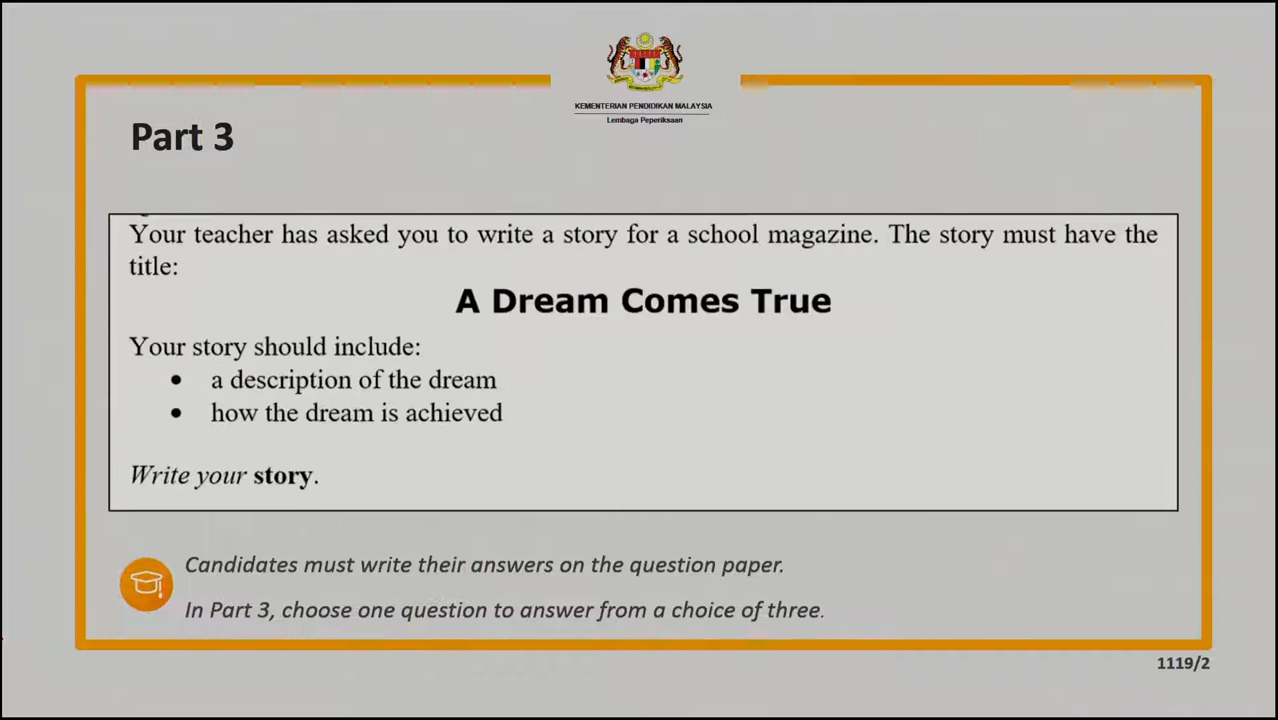 KEMENTERIAN PENDIDIKAN MALAYSIA
Lembaga Peperiksaan
Part 3
Your teacher has asked you to write a story for a school magazine. The story must have the
title:
A Dream Comes True
Your story should include:
• a description of the dream
• how the dream is achieved
Write your story.
Candidates must write their answers on the question paper.
In Part 3, choose one question to answer from a choice of three.
1119/2